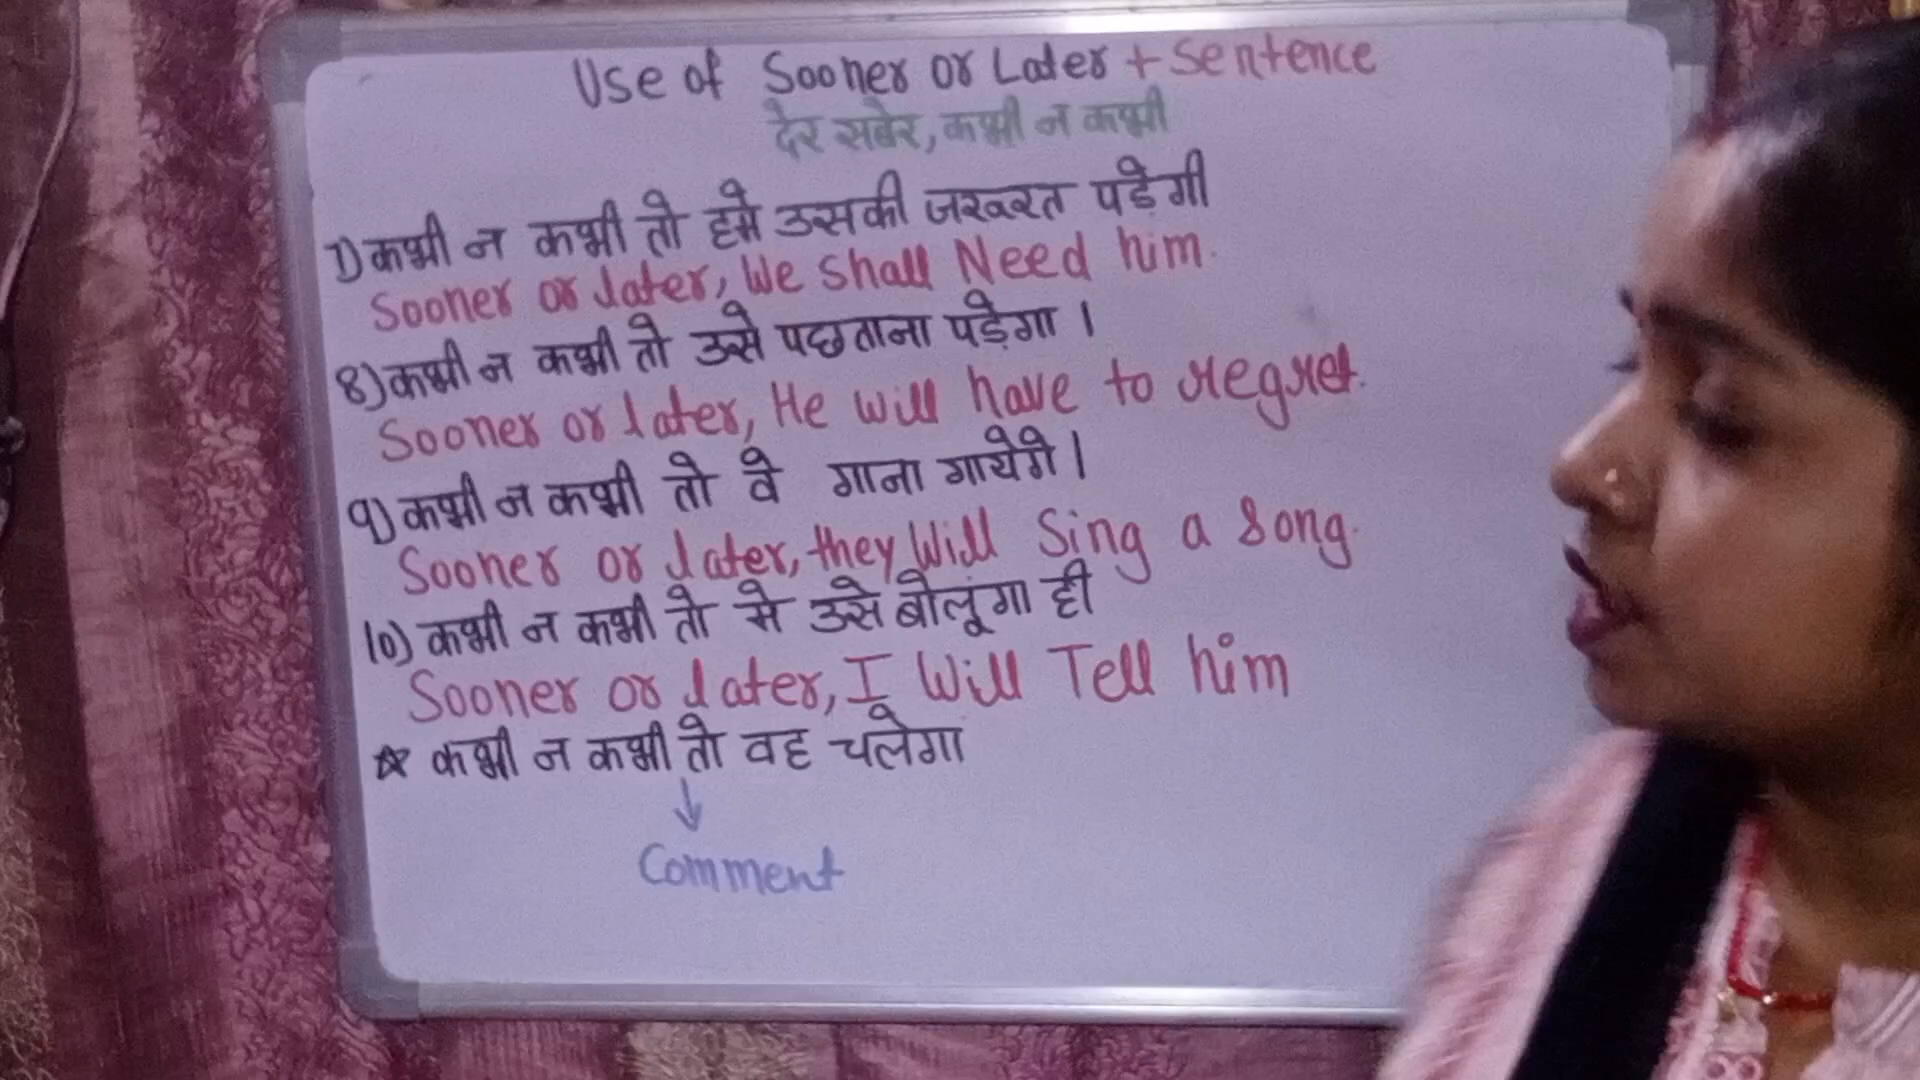 Use of Sooner or Later + Sentence
देर सबेर, कभी न कभी
7) कभी न कभी तो हमे उसकी जरूरत पड़ेगी
Sooner or later, We shall Need him.
8) कभी न कभी तो उसे पछताना पड़ेगा ।
Sooner or later, He will have to regret.
9) कभी न कभी तो वे गाना गायेगे ।
Sooner or later, they Will Sing a Song.
10) कभी न कभी तो मे उसे बोलूंगा ही
Sooner or later, I Will Tell him
☆ कभी न कभी तो वह चलेगा
↓
Comment